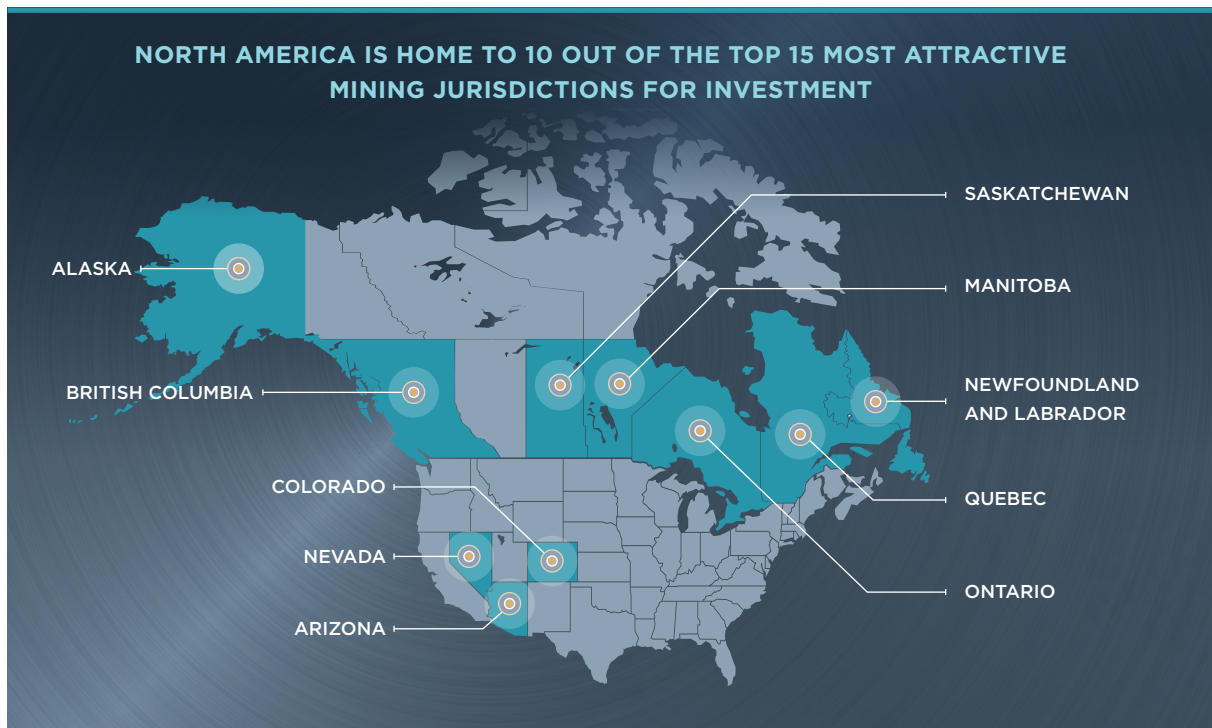 NORTH AMERICA IS HOME TO 10 OUT OF THE TOP 15 MOST ATTRACTIVE
MINING JURISDICTIONS FOR INVESTMENT
SASKATCHEWAN
ALASKA
MANITOBA
BRITISH COLUMBIA
NEWFOUNDLAND
AND LABRADOR
COLORADO
QUEBEC
NEVADA
ONTARIO
ARIZONA